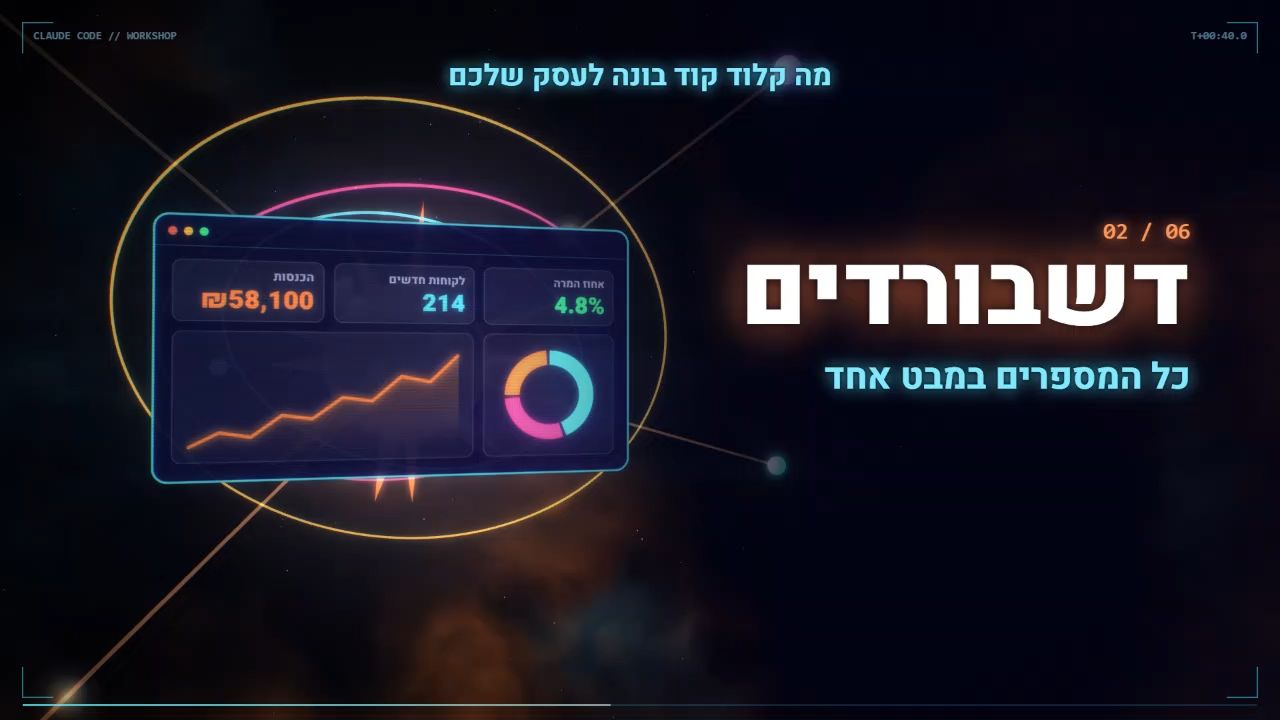 CLAUDE CODE // WORKSHOP
T+00:40.0
מה קלוד קוד בונה לעסק שלכם
02 / 06
דשבורדים
כל המספרים במבט אחד
אחוז המרה
4.8%
לקוחות חדשים
214
הכנסות
₪58,100